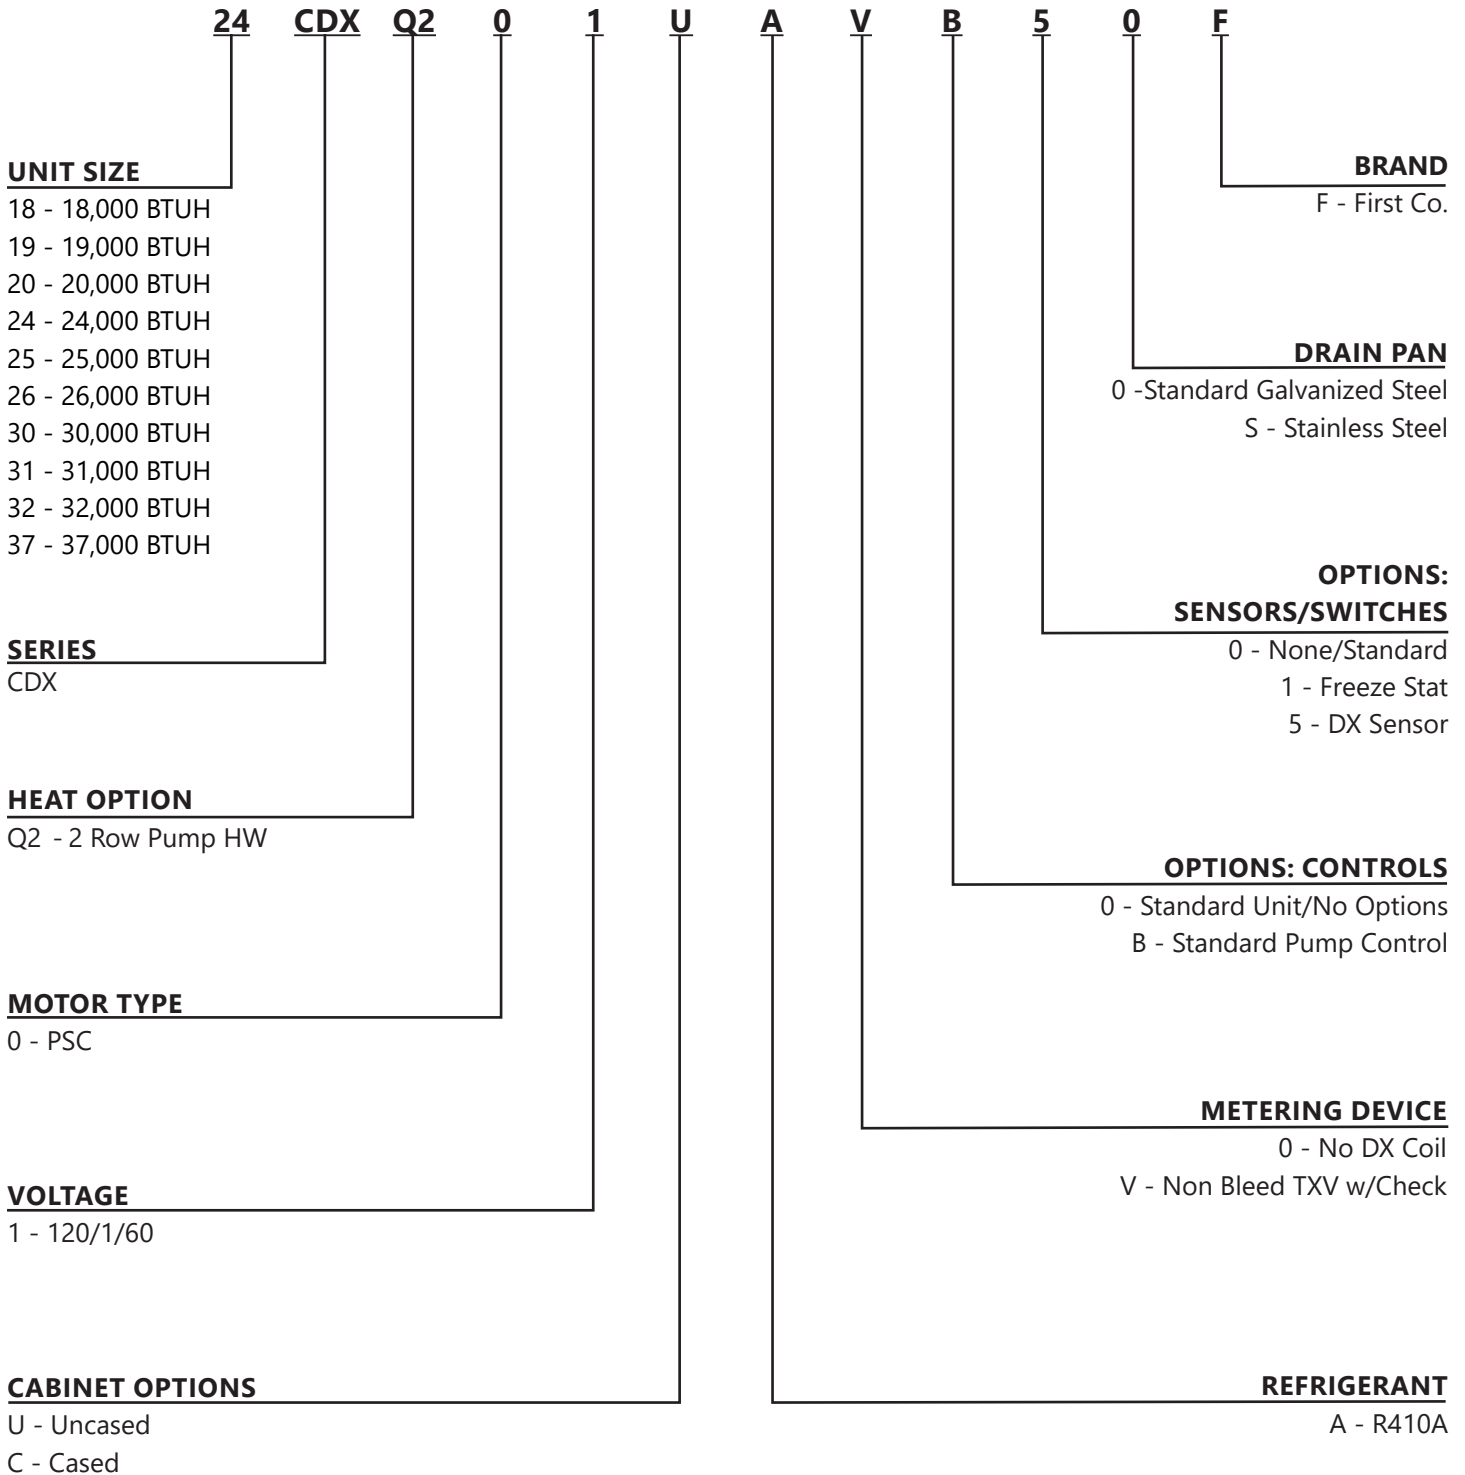 24 CDX Q2 0 1 U A V B 5 0 F
UNIT SIZE
18 - 18,000 BTUH
19 - 19,000 BTUH
20 - 20,000 BTUH
24 - 24,000 BTUH
25 - 25,000 BTUH
26 - 26,000 BTUH
30 - 30,000 BTUH
31 - 31,000 BTUH
32 - 32,000 BTUH
37 - 37,000 BTUH
SERIES
CDX
HEAT OPTION
Q2 - 2 Row Pump HW
MOTOR TYPE
0 - PSC
VOLTAGE
1 - 120/1/60
CABINET OPTIONS
U - Uncased
C - Cased
BRAND
F - First Co.
DRAIN PAN
0 -Standard Galvanized Steel
S - Stainless Steel
OPTIONS:
SENSORS/SWITCHES
0 - None/Standard
1 - Freeze Stat
5 - DX Sensor
OPTIONS: CONTROLS
0 - Standard Unit/No Options
B - Standard Pump Control
METERING DEVICE
0 - No DX Coil
V - Non Bleed TXV w/Check
REFRIGERANT
A - R410A